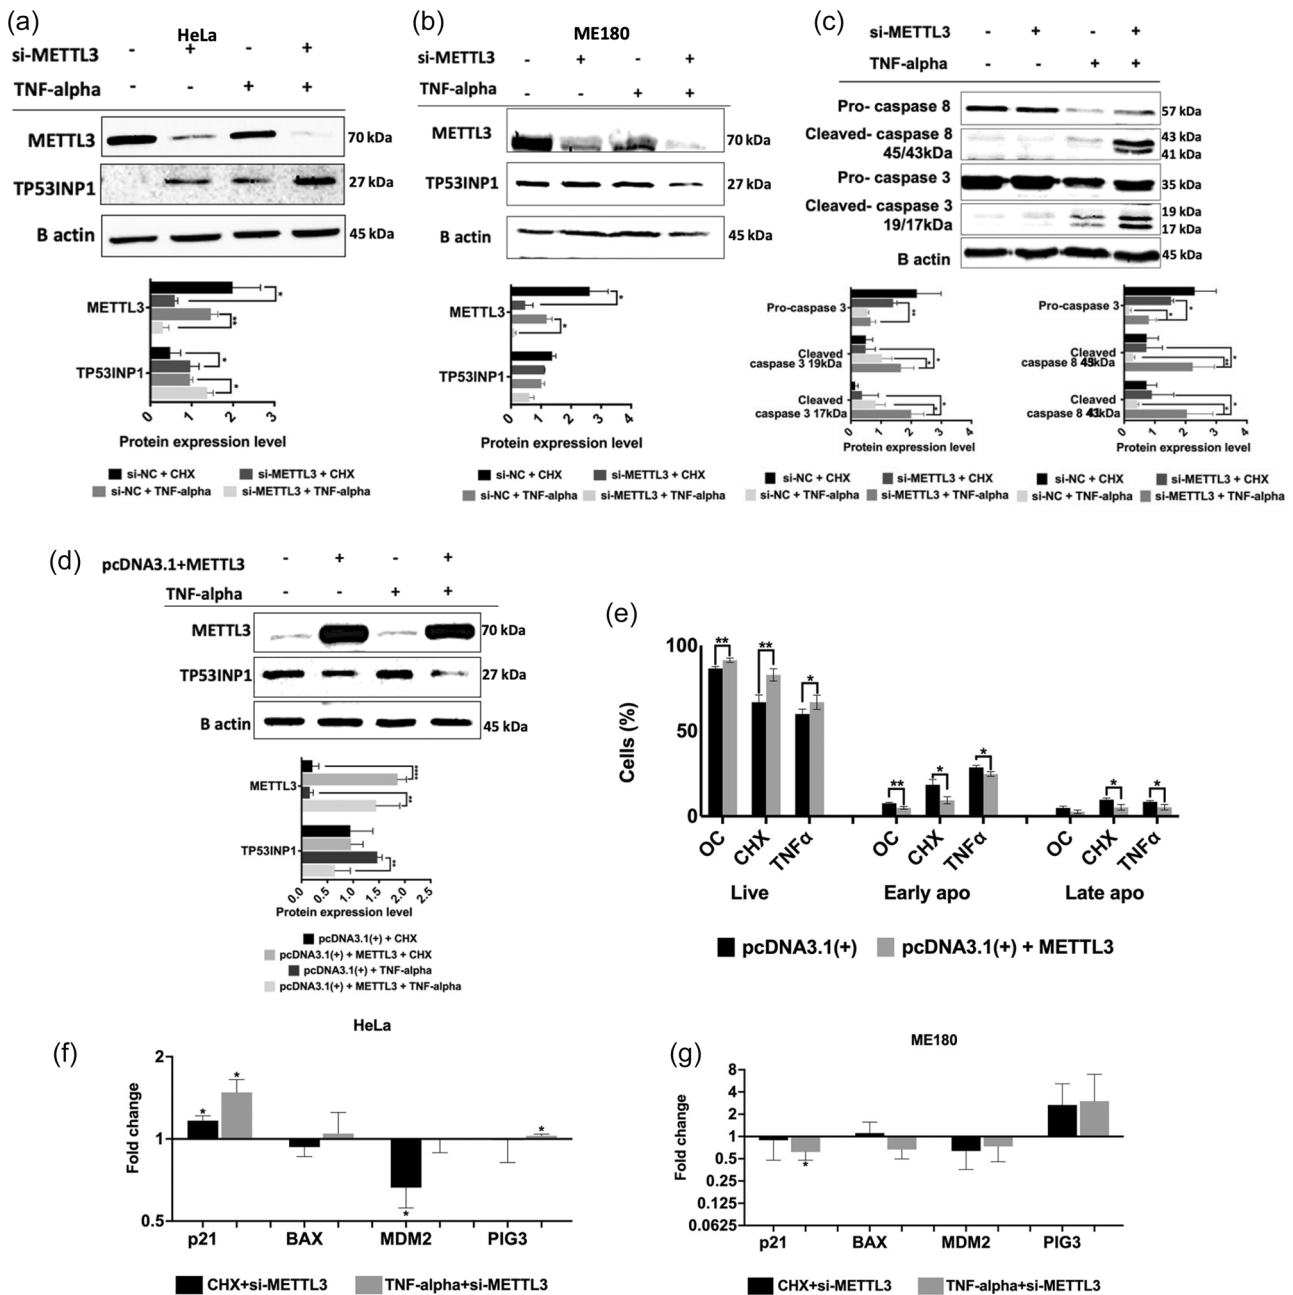 (a)
HeLa
si-METTL3 - + - +
TNF-alpha - - + +
METTL3 70 kDa
TP53INP1 27 kDa
B actin 45 kDa
METTL3
*
**
TP53INP1
*
*
0 1 2 3
Protein expression level
si-NC + CHX si-METTL3 + CHX
si-NC + TNF-alpha si-METTL3 + TNF-alpha
(b)
ME180
si-METTL3 - + - +
TNF-alpha - - + +
METTL3 70 kDa
TP53INP1 27 kDa
B actin 45 kDa
METTL3
*
*
TP53INP1
0 1 2 3 4
Protein expression level
si-NC + CHX si-METTL3 + CHX
si-NC + TNF-alpha si-METTL3 + TNF-alpha
(c)
si-METTL3 - + - +
TNF-alpha - - + +
Pro- caspase 8 57 kDa
Cleaved- caspase 8 43 kDa
45/43kDa 41 kDa
Pro- caspase 3 35 kDa
Cleaved- caspase 3 19 kDa
19/17kDa 17 kDa
B actin 45 kDa
Pro-caspase 3
**
Cleaved
caspase 3 19kDa
* *
Cleaved
caspase 3 17kDa
* *
0 1 2 3 4
Protein expression level
si-NC + CHX si-METTL3 + CHX
si-NC + TNF-alpha si-METTL3 + TNF-alpha
Pro-caspase 3
* *
Cleaved
caspase 8
** *
Cleaved
caspase 8
* *
0 1 2 3 4
Protein expression level
si-NC + CHX si-METTL3 + CHX
si-NC + TNF-alpha si-METTL3 + TNF-alpha
(d)
pcDNA3.1+METTL3 - + - +
TNF-alpha - - + +
METTL3 70 kDa
TP53INP1 27 kDa
B actin 45 kDa
METTL3
****
**
TP53INP1
**
0.0 0.5 1.0 1.5 2.0 2.5
Protein expression level
pcDNA3.1(+) + CHX
pcDNA3.1(+) + METTL3 + CHX
pcDNA3.1(+) + TNF-alpha
pcDNA3.1(+) + METTL3 + TNF-alpha
(e)
Cells (%)
100
50
0
** ** * ** * * * *
OC CHX TNFα OC CHX TNFα OC CHX TNFα
Live Early apo Late apo
pcDNA3.1(+) pcDNA3.1(+) + METTL3
(f)
HeLa
Fold change
2
1
0.5
* * * *
p21 BAX MDM2 PIG3
CHX+si-METTL3 TNF-alpha+si-METTL3
(g)
ME180
Fold change
8
4
2
1
0.5
0.25
0.125
0.0625
*
p21 BAX MDM2 PIG3
CHX+si-METTL3 TNF-alpha+si-METTL3